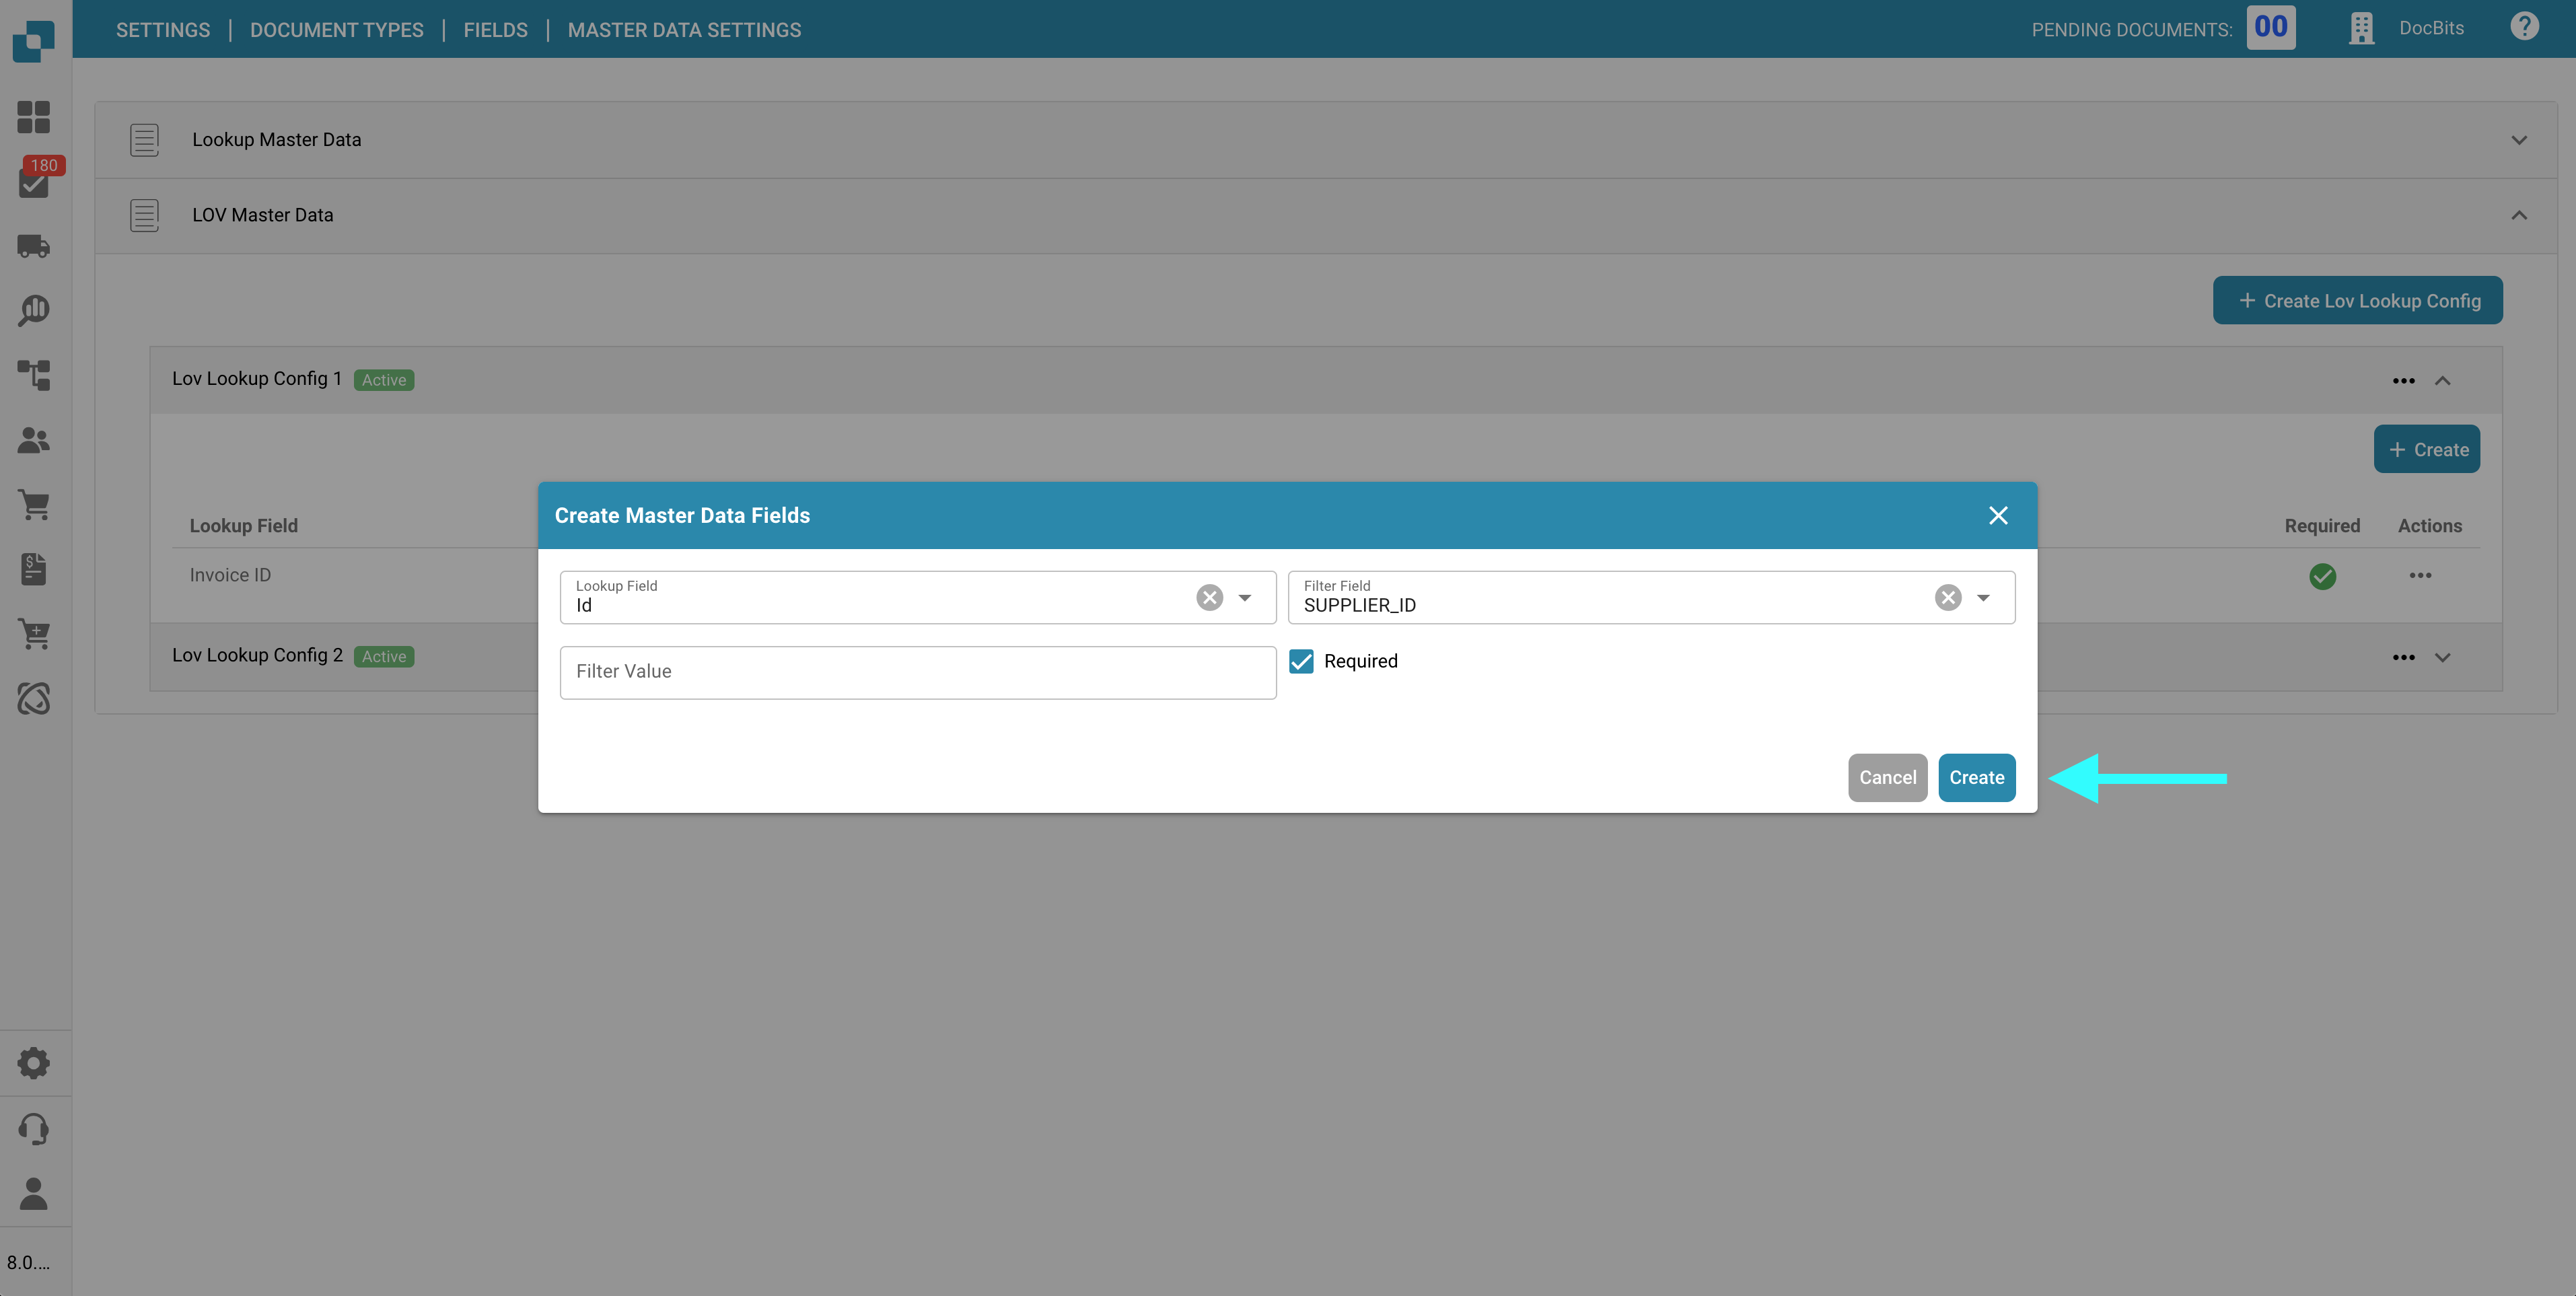 SETTINGS | DOCUMENT TYPES | FIELDS | MASTER DATA SETTINGS
PENDING DOCUMENTS: 00
DocBits
Lookup Master Data
180
LOV Master Data
+ Create Lov Lookup Config
Lov Lookup Config 1 Active
+ Create
Create Master Data Fields
Lookup Field
Required Actions
Invoice ID
Lookup Field
Id
Filter Field
SUPPLIER_ID
Lov Lookup Config 2 Active
Filter Value
Required
Cancel Create
8.0....